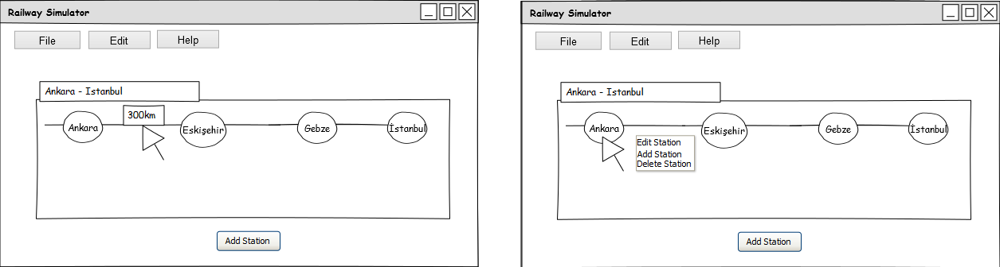 Railway Simulator
File Edit Help
Ankara - Istanbul
300km
Ankara Eskişehir Gebze İstanbul
Add Station
Railway Simulator
File Edit Help
Ankara - Istanbul
Ankara Eskişehir Gebze İstanbul
Edit Station
Add Station
Delete Station
Add Station